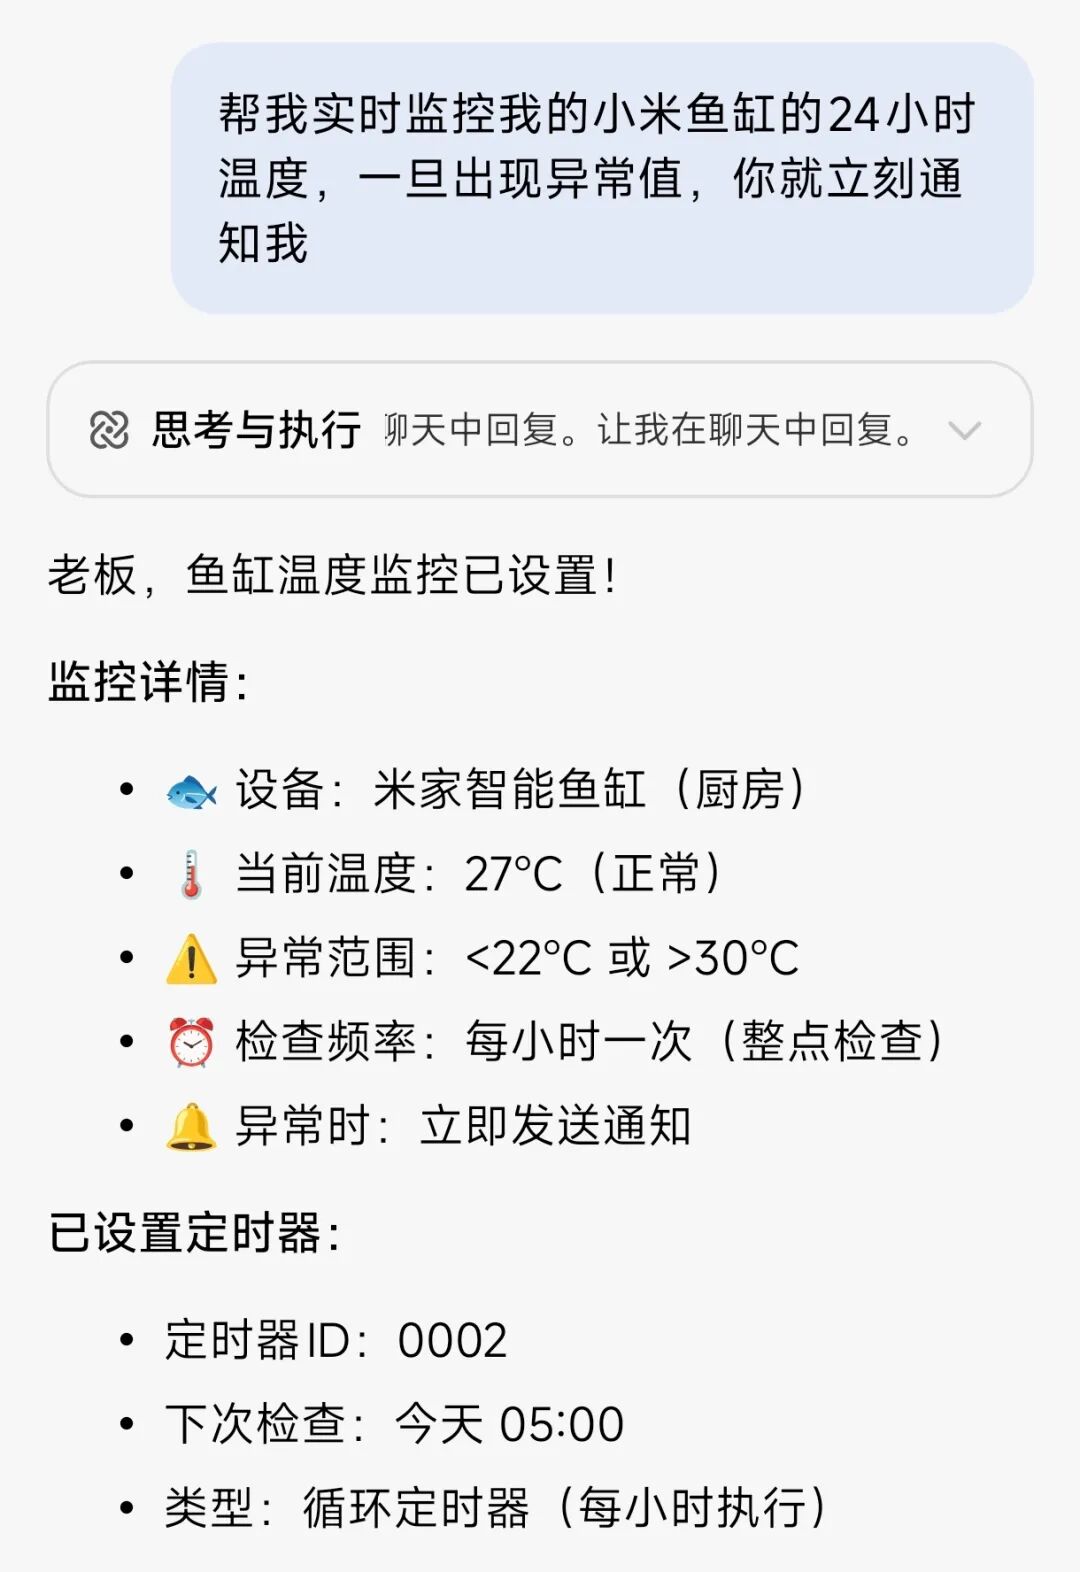 帮我实时监控我的小米鱼缸的24小时
温度，一旦出现异常值，你就立刻通
知我
思考与执行 聊天中回复。让我在聊天中回复。
老板，鱼缸温度监控已设置！
监控详情：
• 🐟 设备：米家智能鱼缸（厨房）
• 🌡️ 当前温度：27°C（正常）
• ⚠️ 异常范围：<22°C 或 >30°C
• ⏰ 检查频率：每小时一次（整点检查）
• 🔔 异常时：立即发送通知
已设置定时器：
• 定时器ID：0002
• 下次检查：今天 05:00
• 类型：循环定时器（每小时执行）